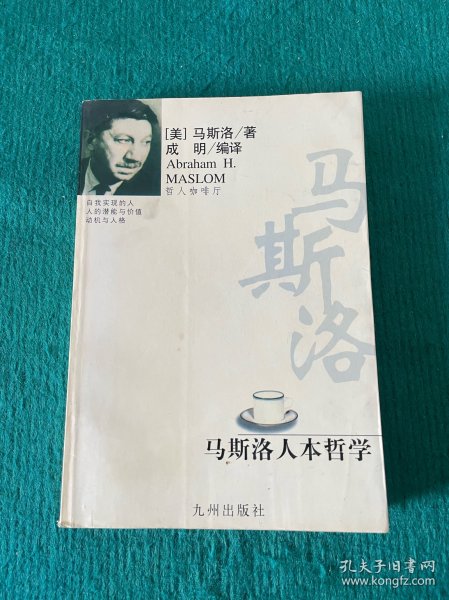 [美] 马斯洛/著
成 明/编译
Abraham H.
MASLOM
哲人咖啡厅
自我实现的人
人的潜能与价值
动机与人格
马斯洛
马斯洛人本哲学
九州出版社
孔夫子旧书网
www.kongfz.com